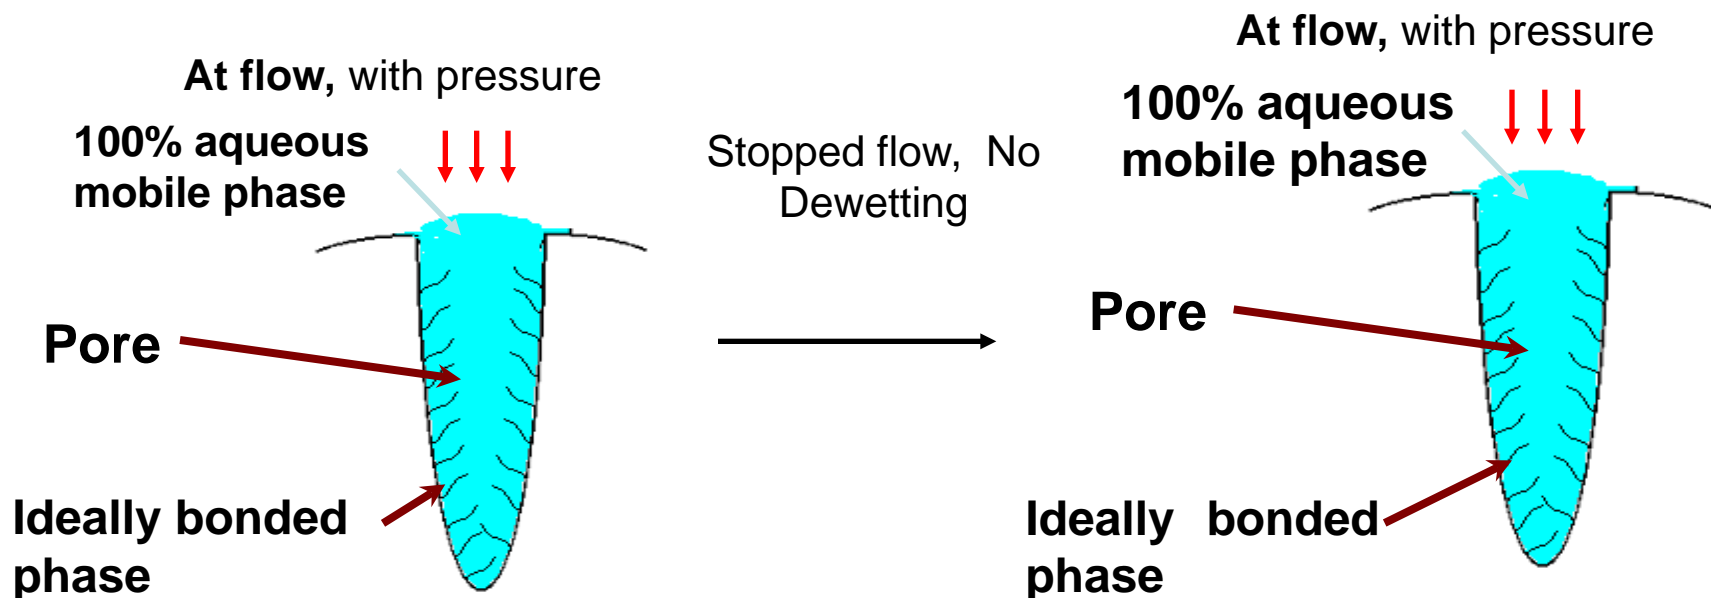 At flow, with pressure
100% aqueous
mobile phase
Pore
Ideally bonded
phase
Stopped flow, No
Dewetting
At flow, with pressure
100% aqueous
mobile phase
Pore
Ideally bonded
phase